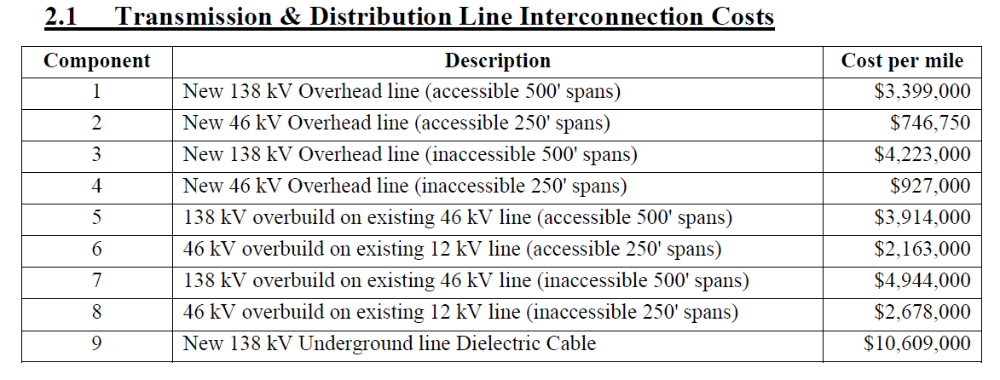 2.1 Transmission & Distribution Line Interconnection Costs
Component Description Cost per mile
1 New 138 kV Overhead line (accessible 500' spans) $3,399,000
2 New 46 kV Overhead line (accessible 250' spans) $746,750
3 New 138 kV Overhead line (inaccessible 500' spans) $4,223,000
4 New 46 kV Overhead line (inaccessible 250' spans) $927,000
5 138 kV overbuild on existing 46 kV line (accessible 500' spans) $3,914,000
6 46 kV overbuild on existing 12 kV line (accessible 250' spans) $2,163,000
7 138 kV overbuild on existing 46 kV line (inaccessible 500' spans) $4,944,000
8 46 kV overbuild on existing 12 kV line (inaccessible 250' spans) $2,678,000
9 New 138 kV Underground line Dielectric Cable $10,609,000